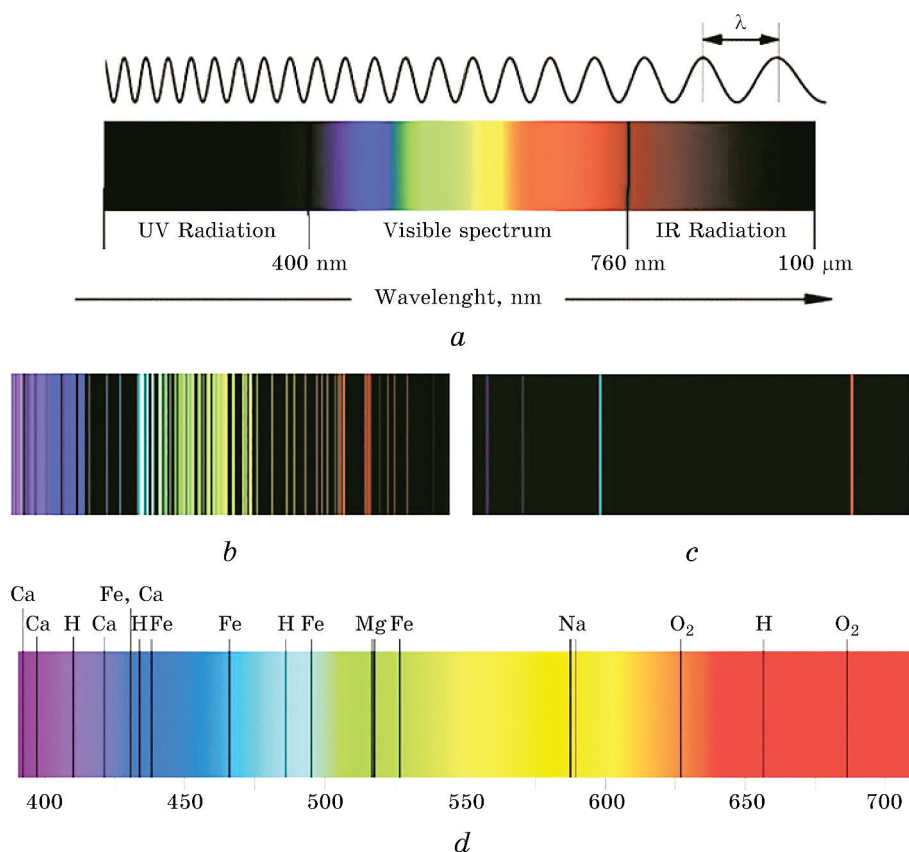 λ
UV Radiation Visible spectrum IR Radiation
400 nm 760 nm 100 μm
Wavelenght, nm
a
b c
Ca Fe, Ca
Ca H Ca H Fe Fe H Fe Mg Fe Na O₂ H O₂
400 450 500 550 600 650 700
d